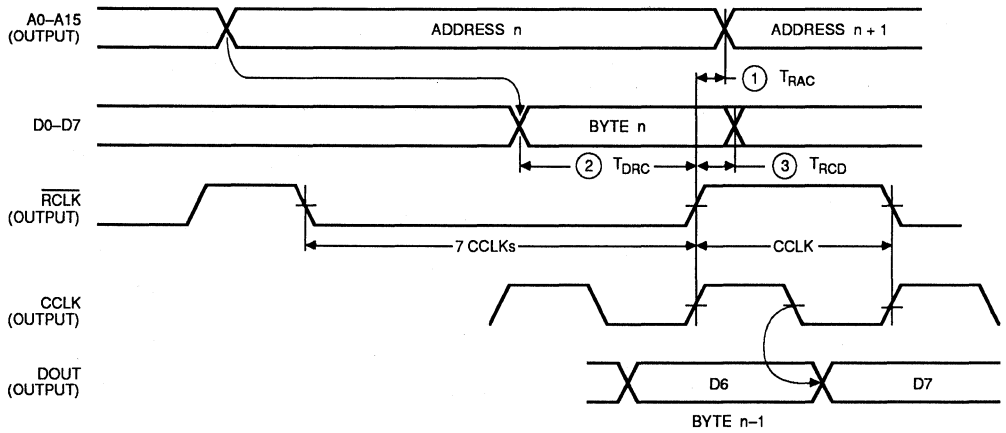 A0–A15
(OUTPUT)
ADDRESS n
ADDRESS n + 1
1 TRAC
D0–D7
BYTE n
2 TDRC
3 TRCD
RCLK
(OUTPUT)
7 CCLKs
CCLK
CCLK
(OUTPUT)
DOUT
(OUTPUT)
D6
D7
BYTE n–1